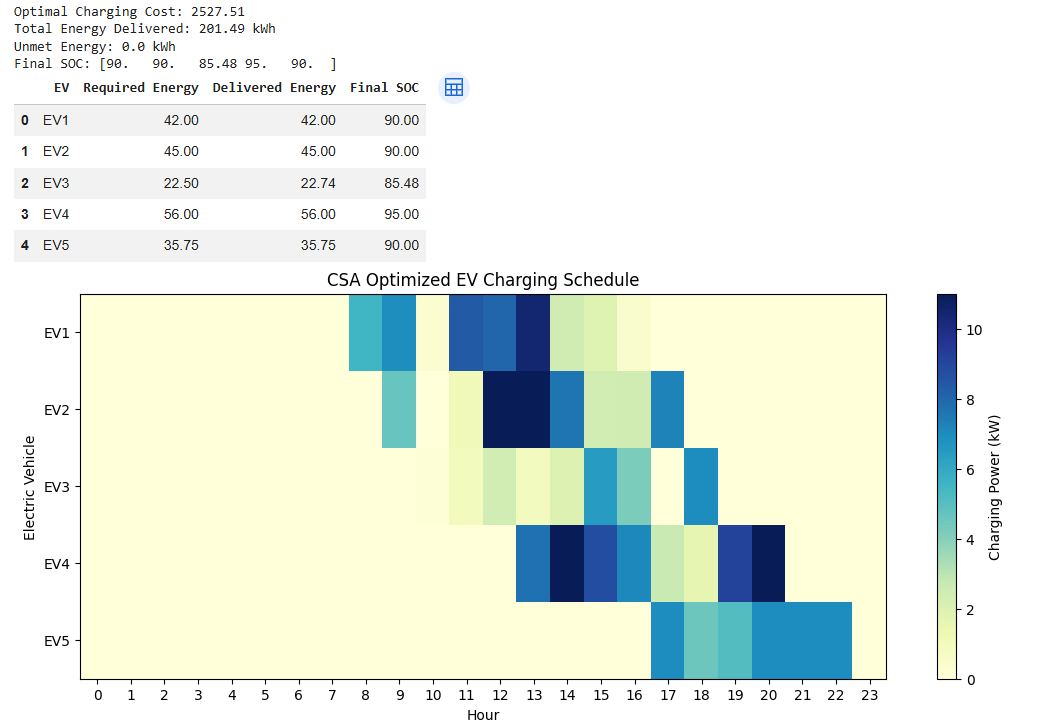 Optimal Charging Cost: 2527.51
Total Energy Delivered: 201.49 kWh
Unmet Energy: 0.0 kWh
Final SOC: [90.   90.   85.48 95.   90.  ]
EV Required Energy Delivered Energy Final SOC
0 EV1 42.00 42.00 90.00
1 EV2 45.00 45.00 90.00
2 EV3 22.50 22.74 85.48
3 EV4 56.00 56.00 95.00
4 EV5 35.75 35.75 90.00
CSA Optimized EV Charging Schedule
Electric Vehicle
EV1
EV2
EV3
EV4
EV5
0 1 2 3 4 5 6 7 8 9 10 11 12 13 14 15 16 17 18 19 20 21 22 23
Hour
10
8
6
4
2
0
Charging Power (kW)